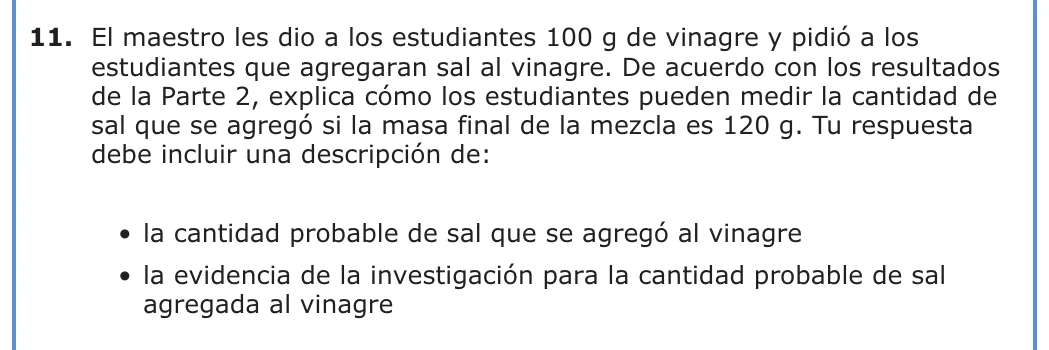 11. El maestro les dio a los estudiantes 100 g de vinagre y pidió a los
estudiantes que agregaran sal al vinagre. De acuerdo con los resultados
de la Parte 2, explica cómo los estudiantes pueden medir la cantidad de
sal que se agregó si la masa final de la mezcla es 120 g. Tu respuesta
debe incluir una descripción de:
• la cantidad probable de sal que se agregó al vinagre
• la evidencia de la investigación para la cantidad probable de sal
agregada al vinagre